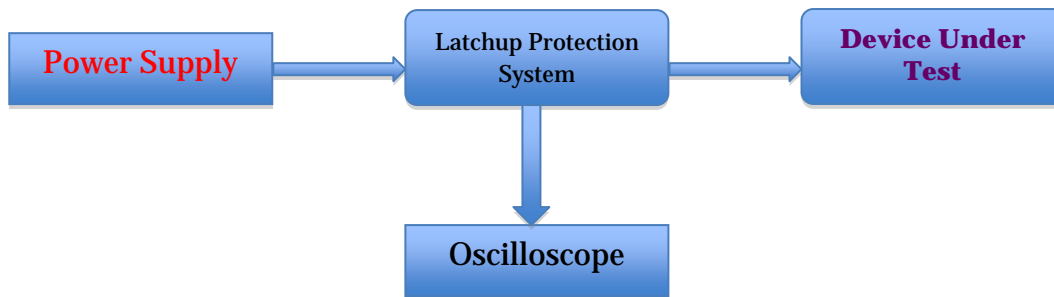 Power Supply
Latchup Protection
System
Device Under
Test
Oscilloscope